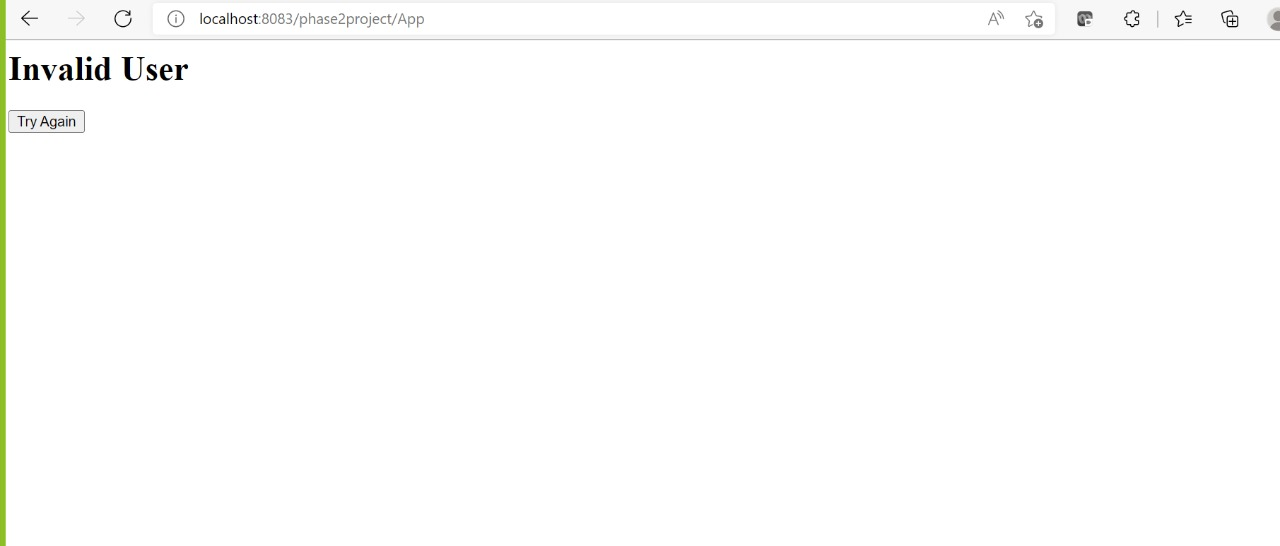 localhost:8083/phase2project/App
Invalid User
Try Again